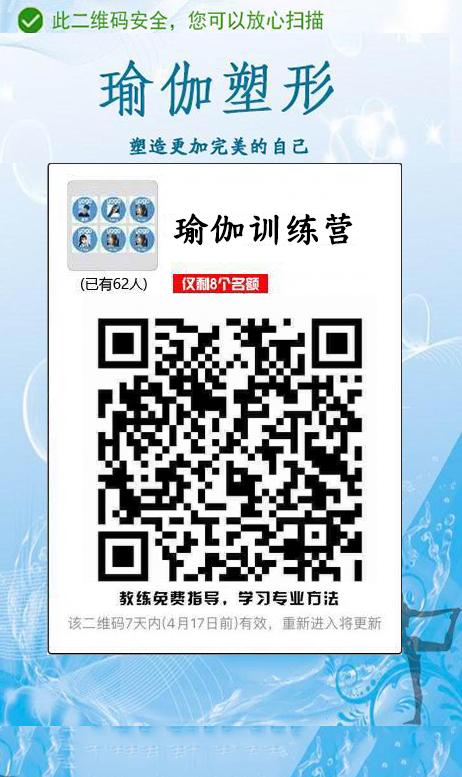 此二维码安全，您可以放心扫描
瑜伽塑形
塑造更加完美的自己
瑜伽训练营
(已有62人)
仅剩8个名额
教练免费指导，学习专业方法
该二维码7天内(4月17日前)有效，重新进入将更新